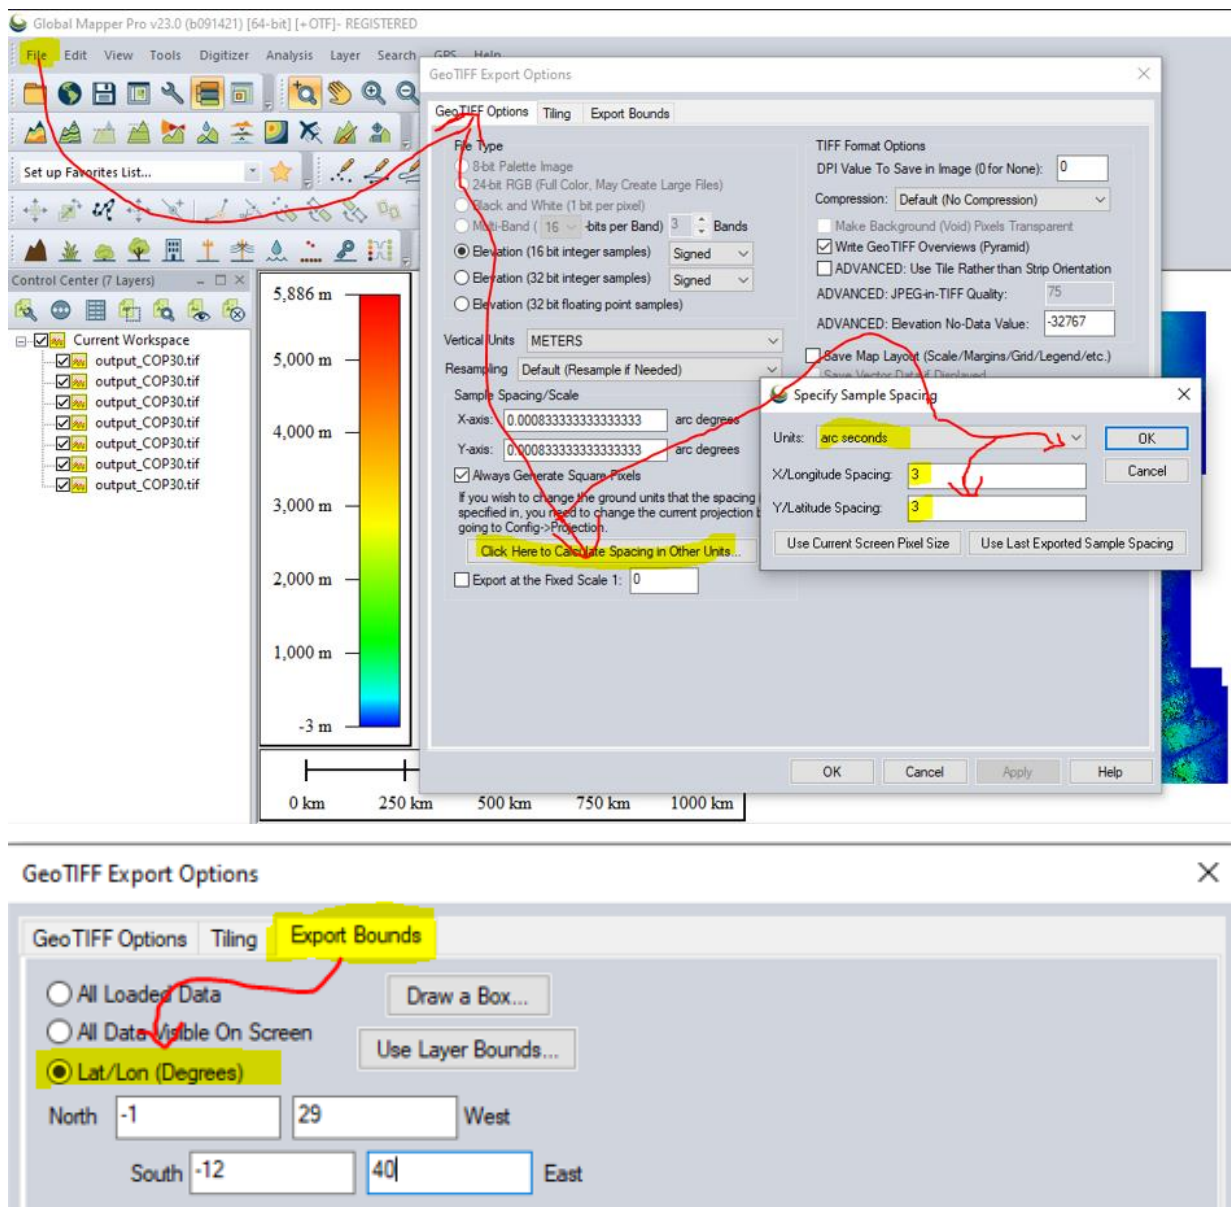 Global Mapper Pro v23.0 (b091421) [64-bit] [+OTF]- REGISTERED
File Edit View Tools Digitizer Analysis Layer Search GPS Help
Set up Favorites List...
Control Center (7 Layers)
Current Workspace
output_COP30.tif
output_COP30.tif
output_COP30.tif
output_COP30.tif
output_COP30.tif
output_COP30.tif
output_COP30.tif
5,886 m
5,000 m
4,000 m
3,000 m
2,000 m
1,000 m
-3 m
0 km 250 km 500 km 750 km 1000 km
GeoTIFF Export Options
GeoTIFF Options Tiling Export Bounds
File Type
8-bit Palette Image
24-bit RGB (Full Color, May Create Large Files)
Black and White (1 bit per pixel)
Multi-Band ( 16 -bits per Band) 3 Bands
Elevation (16 bit integer samples) Signed
Elevation (32 bit integer samples) Signed
Elevation (32 bit floating point samples)
Vertical Units METERS
Resampling Default (Resample if Needed)
Sample Spacing/Scale
X-axis: 0.000833333333333333 arc degrees
Y-axis: 0.000833333333333333 arc degrees
Always Generate Square Pixels
If you wish to change the ground units that the spacing
specified in, you need to change the current projection
going to Config->Projection.
Click Here to Calculate Spacing in Other Units...
Export at the Fixed Scale 1: 0
TIFF Format Options
DPI Value To Save in Image (0 for None): 0
Compression: Default (No Compression)
Make Background (Void) Pixels Transparent
Write GeoTIFF Overviews (Pyramid)
ADVANCED: Use Tile Rather than Strip Orientation
ADVANCED: JPEG-in-TIFF Quality: 75
ADVANCED: Elevation No-Data Value: -32767
Save Map Layout (Scale/Margins/Grid/Legend/etc.)
Save Vector Data if Displayed
Specify Sample Spacing
Units: arc seconds
X/Longitude Spacing: 3
Y/Latitude Spacing: 3
OK
Cancel
Use Current Screen Pixel Size Use Last Exported Sample Spacing
OK Cancel Apply Help
GeoTIFF Export Options
GeoTIFF Options Tiling Export Bounds
All Loaded Data Draw a Box...
All Data Visible On Screen
Use Layer Bounds...
Lat/Lon (Degrees)
North -1 29 West
South -12 40 East